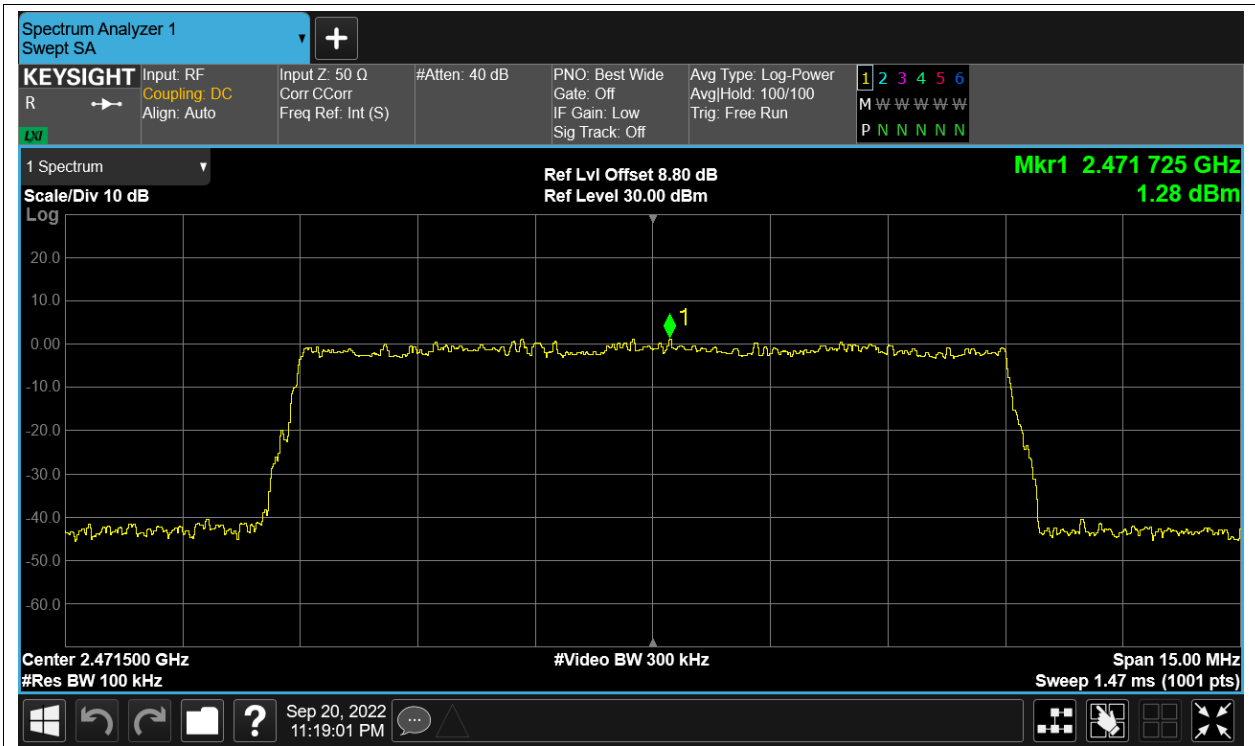 Spectrum Analyzer 1
Swept SA
KEYSIGHT
R
LXI
Input: RF
Coupling: DC
Align: Auto
Input Z: 50 Ω
Corr CCorr
Freq Ref: Int (S)
#Atten: 40 dB
PNO: Best Wide
Gate: Off
IF Gain: Low
Sig Track: Off
Avg Type: Log-Power
Avg|Hold: 100/100
Trig: Free Run
1 2 3 4 5 6
M W W W W W
P N N N N N
1 Spectrum
Scale/Div 10 dB
Log
Ref Lvl Offset 8.80 dB
Ref Level 30.00 dBm
Mkr1 2.471 725 GHz
1.28 dBm
1
20.0
10.0
0.00
-10.0
-20.0
-30.0
-40.0
-50.0
-60.0
Center 2.471500 GHz
#Video BW 300 kHz
Span 15.00 MHz
#Res BW 100 kHz
Sweep 1.47 ms (1001 pts)
?
Sep 20, 2022
11:19:01 PM